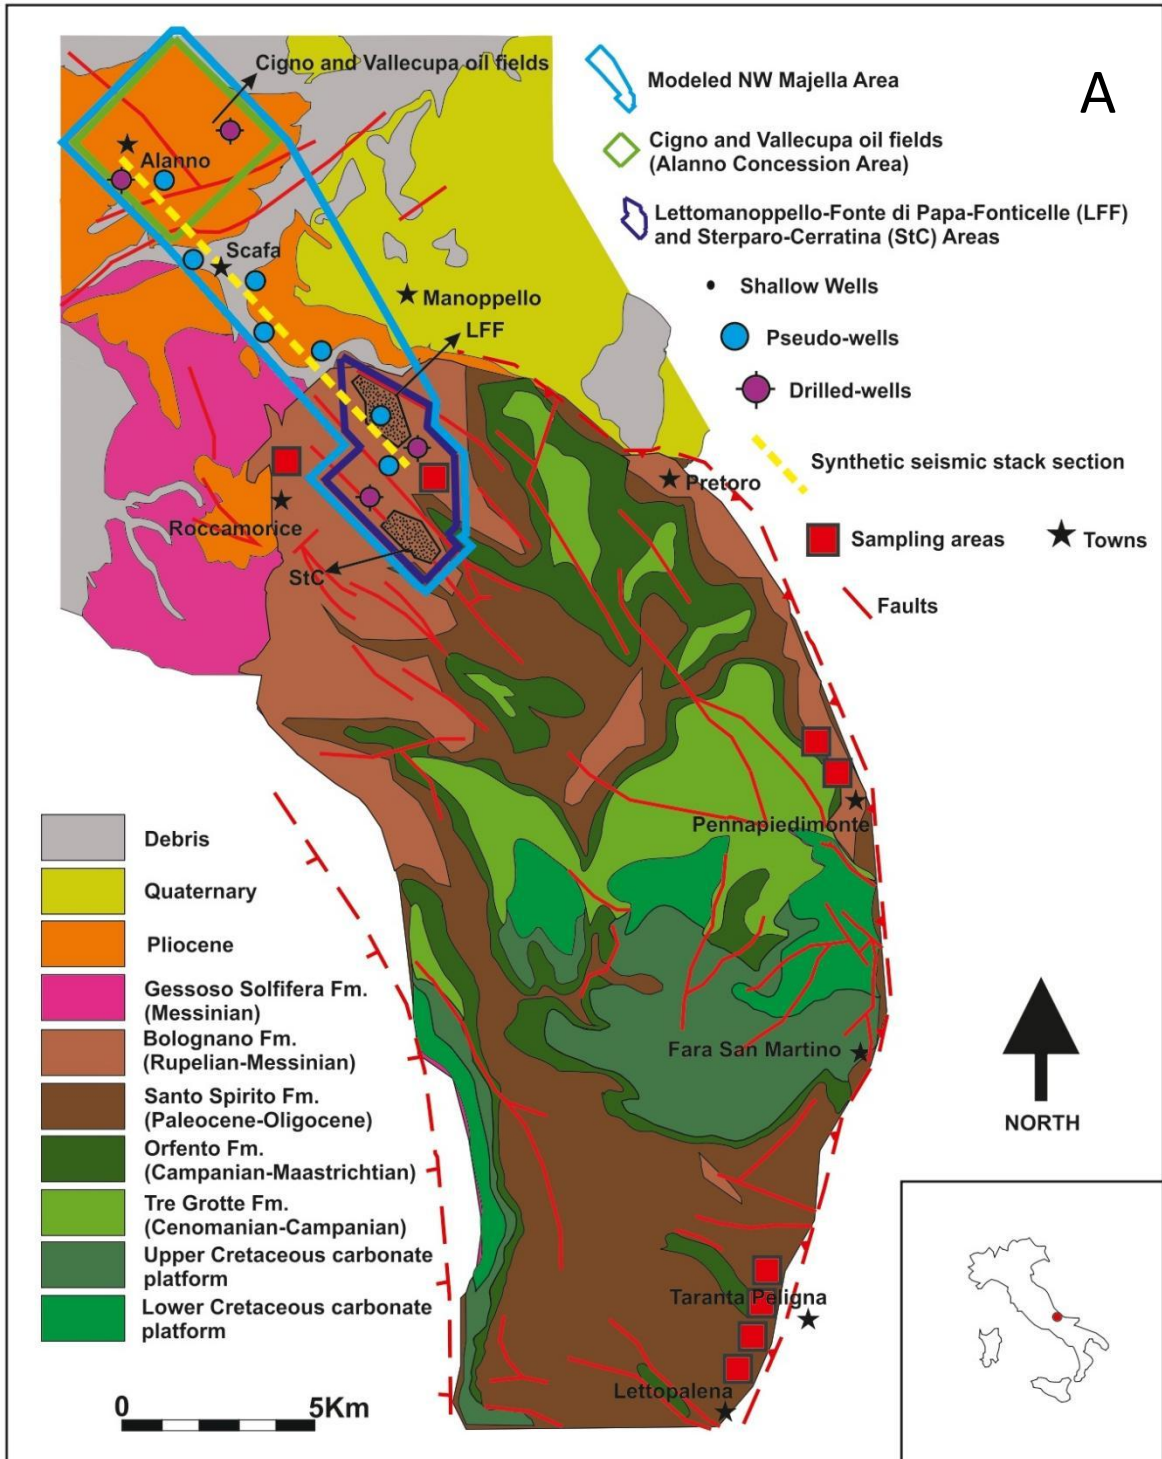 A
Cigno and Vallecupa oil fields
Alanno
Scafa
Manoppello
LFF
Roccamorice
StC
Pretoro
Pennapiedimonte
Fara San Martino
Taranta Peligna
Lettopalena
Modeled NW Majella Area
Cigno and Vallecupa oil fields
(Alanno Concession Area)
Lettomanoppello-Fonte di Papa-Fonticelle (LFF)
and Sterparo-Cerratina (StC) Areas
Shallow Wells
Pseudo-wells
Drilled-wells
Synthetic seismic stack section
Sampling areas
Towns
Faults
Debris
Quaternary
Pliocene
Gessoso Solfifera Fm.
(Messinian)
Bolognano Fm.
(Rupelian-Messinian)
Santo Spirito Fm.
(Paleocene-Oligocene)
Orfento Fm.
(Campanian-Maastrichtian)
Tre Grotte Fm.
(Cenomanian-Campanian)
Upper Cretaceous carbonate
platform
Lower Cretaceous carbonate
platform
0 5Km
NORTH